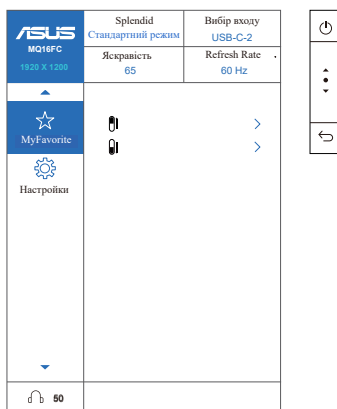 ASUS
MQ16FC
1920 X 1200
Splendid
Стандартний режим
Вибір входу
USB-C-2
Яскравість
65
Refresh Rate
60 Hz
MyFavorite
Настройки
50